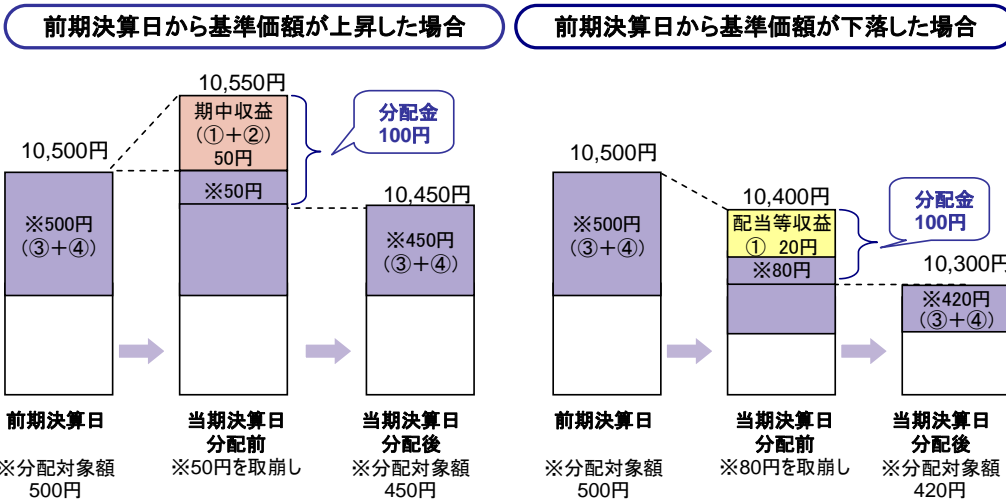 前期決算日から基準価額が上昇した場合
10,550円
期中収益
(①+②)
50円
分配金
100円
10,500円
※50円
10,450円
※500円
(③+④)
※450円
(③+④)
前期決算日
当期決算日
分配前
当期決算日
分配後
※分配対象額
500円
※50円を取崩し
※分配対象額
450円
前期決算日から基準価額が下落した場合
10,500円
10,400円
分配金
100円
配当等収益
① 20円
※500円
(③+④)
※80円
10,300円
※420円
(③+④)
前期決算日
当期決算日
分配前
当期決算日
分配後
※分配対象額
500円
※80円を取崩し
※分配対象額
420円